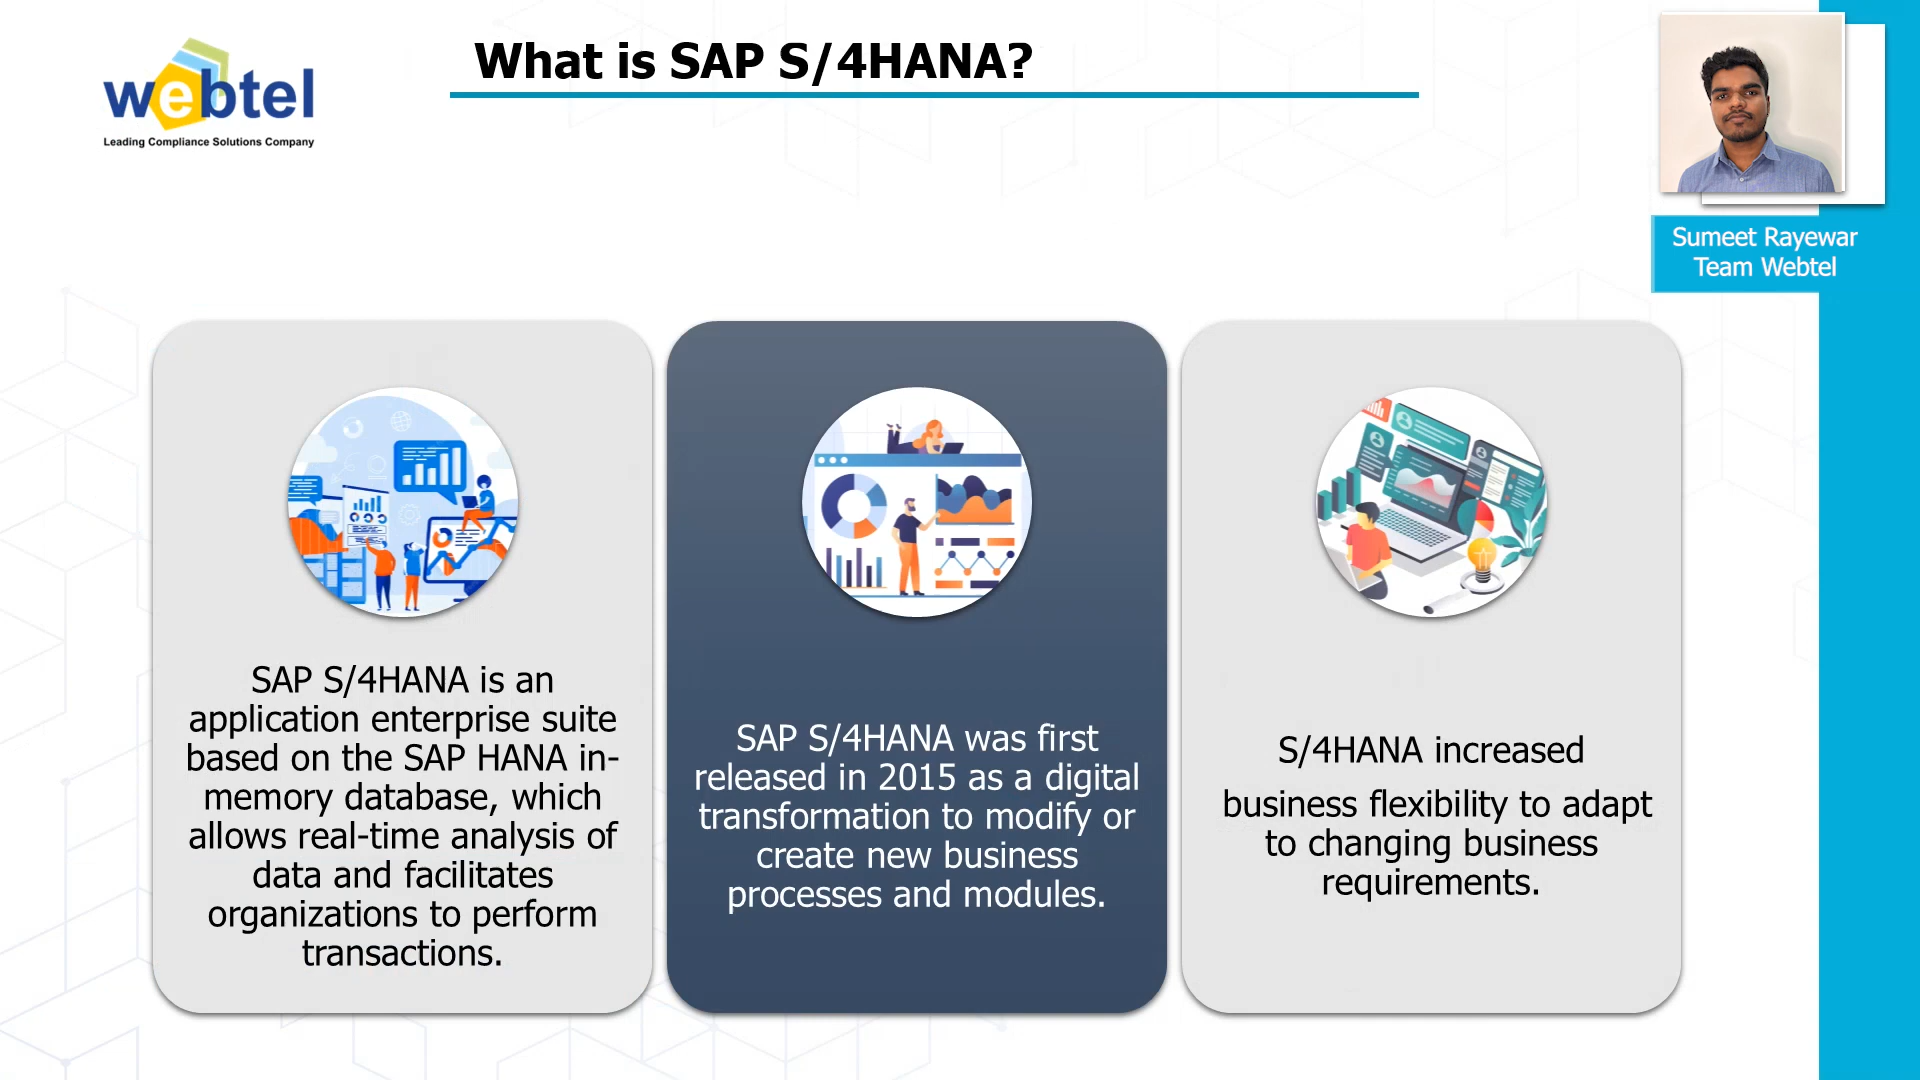 webtel
Leading Compliance Solutions Company
What is SAP S/4HANA?
Sumeet Rayewar
Team Webtel
SAP S/4HANA is an
application enterprise suite
based on the SAP HANA in-
memory database, which
allows real-time analysis of
data and facilitates
organizations to perform
transactions.
SAP S/4HANA was first
released in 2015 as a digital
transformation to modify or
create new business
processes and modules.
S/4HANA increased
business flexibility to adapt
to changing business
requirements.